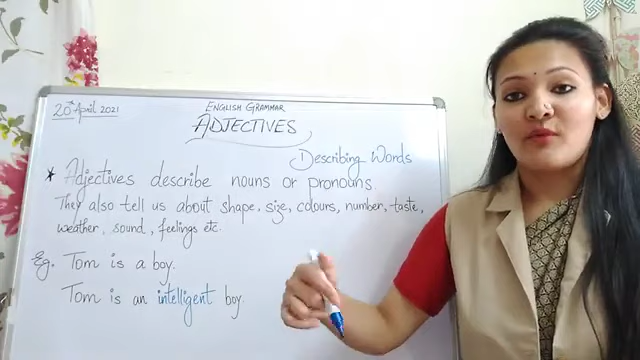 20th April 2021
ENGLISH GRAMMAR
ADJECTIVES
Describing Words
* Adjectives describe nouns or pronouns.
They also tell us about shape, size, colours, number, taste,
weather, sound, feelings etc.
Eg. Tom is a boy.
Tom is an intelligent boy.